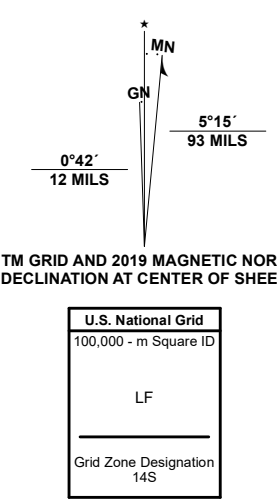 ★
MN
GN
5°15´
93 MILS
0°42´
12 MILS
TM GRID AND 2019 MAGNETIC NOR
DECLINATION AT CENTER OF SHEE
U.S. National Grid
100,000 - m Square ID
LF
Grid Zone Designation
14S